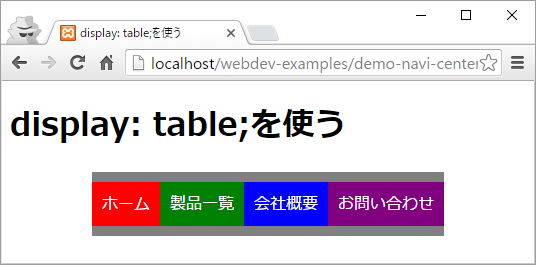 display: table;を使う
localhost/webdev-examples/demo-navi-center
display: table;を使う
ホーム 製品一覧 会社概要 お問い合わせ